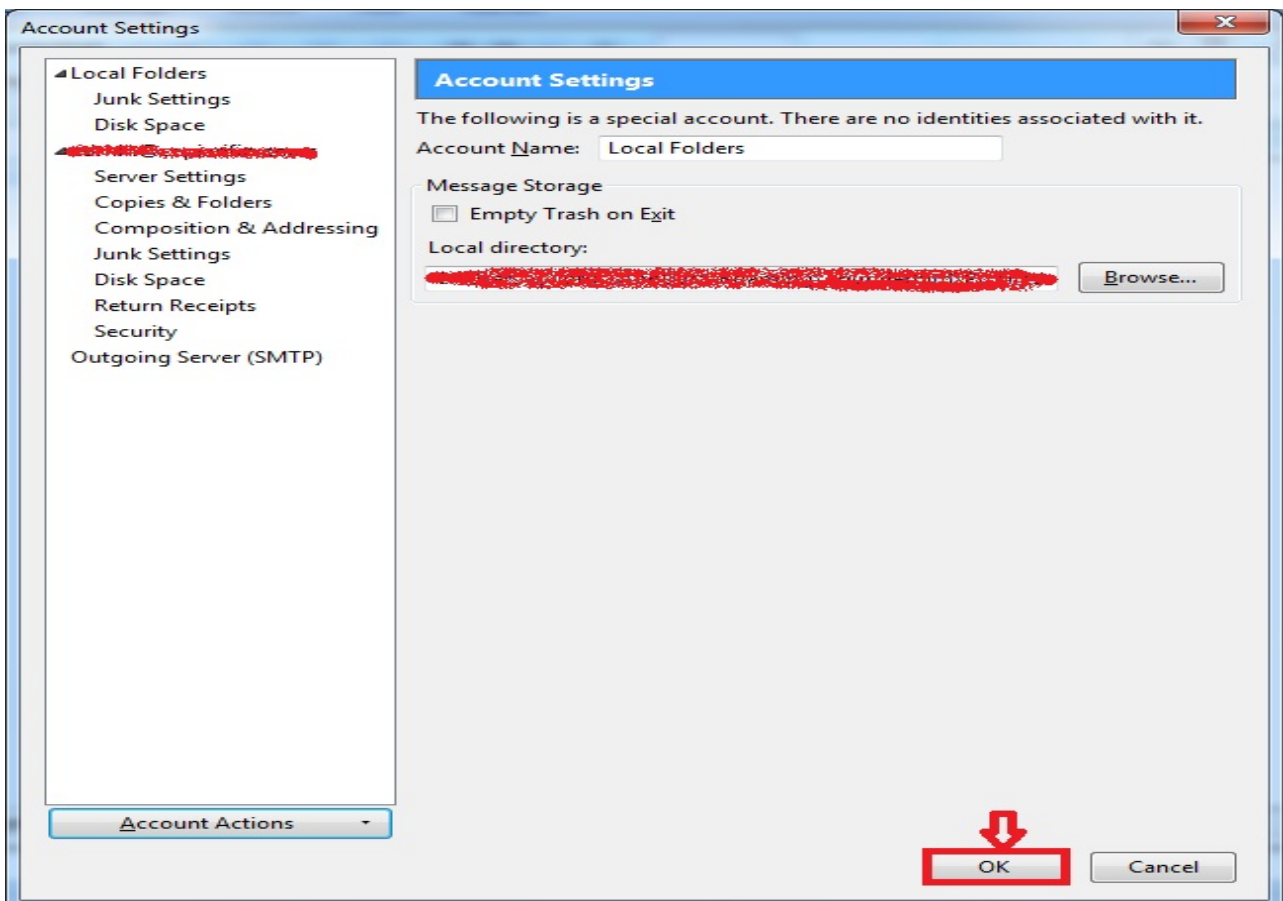 Account Settings
Local Folders
Junk Settings
Disk Space
Server Settings
Copies & Folders
Composition & Addressing
Junk Settings
Disk Space
Return Receipts
Security
Outgoing Server (SMTP)
Account Actions
Account Settings
The following is a special account. There are no identities associated with it.
Account Name: Local Folders
Message Storage
Empty Trash on Exit
Local directory:
Browse...
OK Cancel